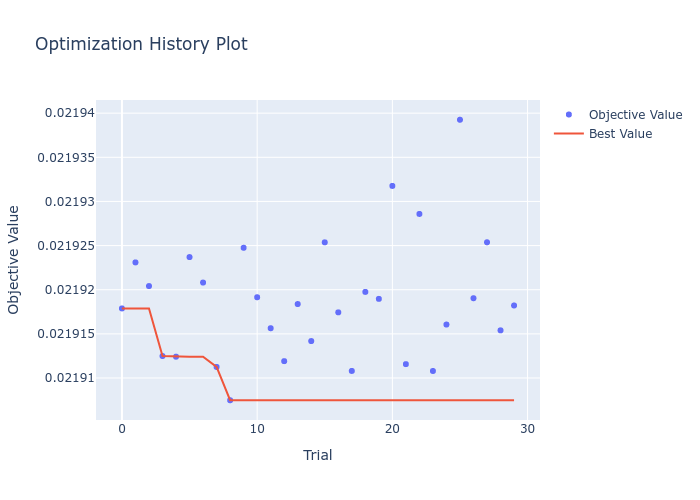 Optimization History Plot
0.02194
0.021935
0.02193
0.021925
0.02192
0.021915
0.02191
Objective Value
0
10
20
30
Trial
Objective Value
Best Value